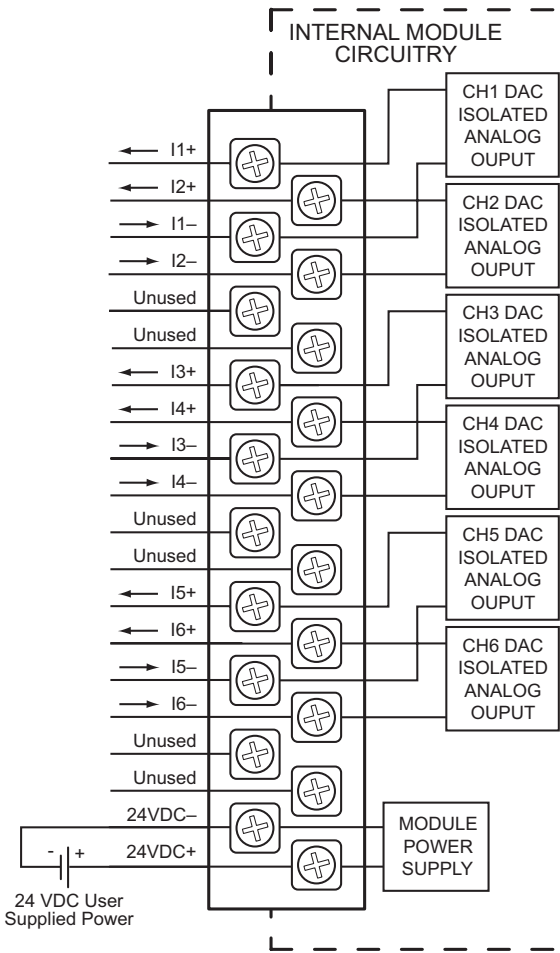 INTERNAL MODULE
CIRCUITRY
CH1 DAC
ISOLATED
ANALOG
OUPUT
I1+
I2+
CH2 DAC
ISOLATED
ANALOG
OUPUT
I1–
I2–
Unused
CH3 DAC
ISOLATED
ANALOG
OUPUT
Unused
I3+
I4+
CH4 DAC
ISOLATED
ANALOG
OUPUT
I3–
I4–
Unused
CH5 DAC
ISOLATED
ANALOG
OUPUT
Unused
I5+
I6+
CH6 DAC
ISOLATED
ANALOG
OUPUT
I5–
I6–
Unused
Unused
24VDC–
24VDC+
- +
24 VDC User
Supplied Power
MODULE
POWER
SUPPLY